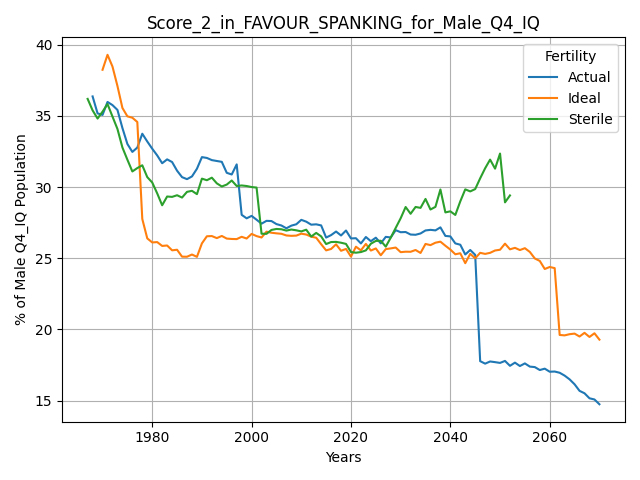 Score_2_in_FAVOUR_SPANKING_for_Male_Q4_IQ
% of Male Q4_IQ Population
40
35
30
25
20
15
Fertility
Actual
Ideal
Sterile
1980
2000
2020
2040
2060
Years